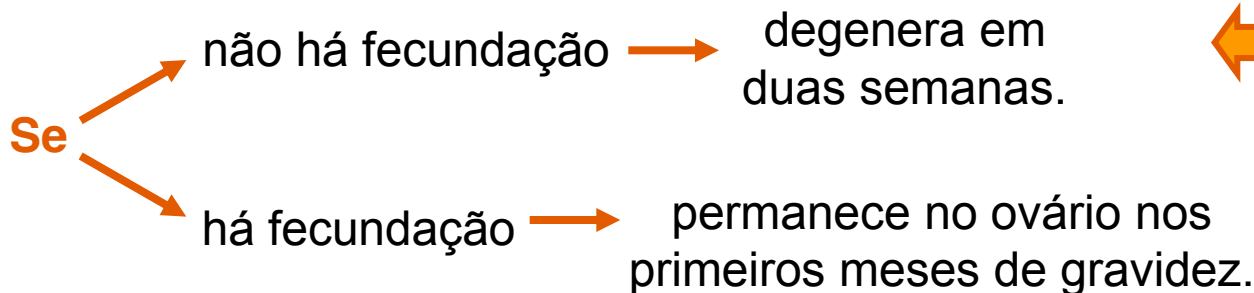 não há fecundação
degenera em
duas semanas.
Se
há fecundação
permanece no ovário nos
primeiros meses de gravidez.